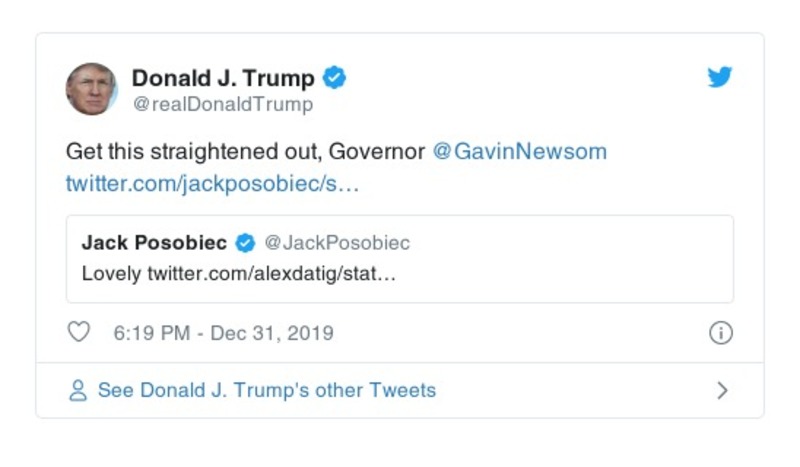 Donald J. Trump
@realDonaldTrump
Get this straightened out, Governor @GavinNewsom
twitter.com/jackposobiec/s…
Jack Posobiec @JackPosobiec
Lovely twitter.com/alexdatig/stat…
6:19 PM - Dec 31, 2019
See Donald J. Trump's other Tweets